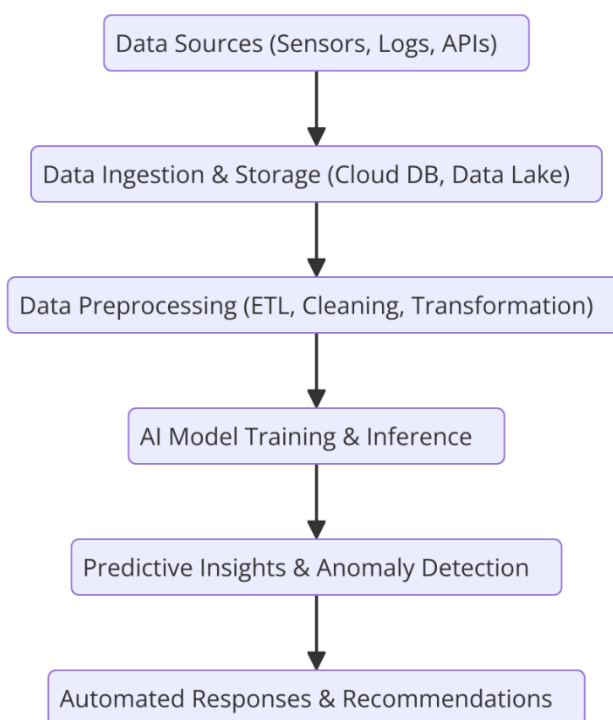 Data Sources (Sensors, Logs, APIs)
Data Ingestion & Storage (Cloud DB, Data Lake)
Data Preprocessing (ETL, Cleaning, Transformation)
AI Model Training & Inference
Predictive Insights & Anomaly Detection
Automated Responses & Recommendations